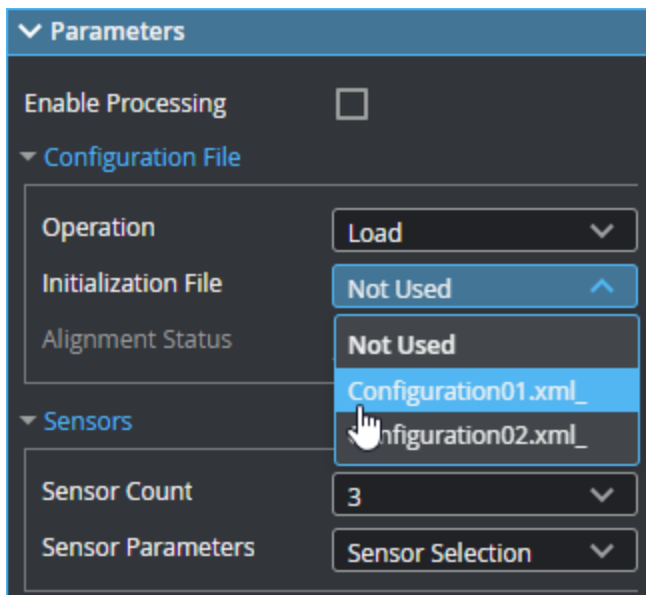 Parameters
Enable Processing
Configuration File
Operation Load
Initialization File Not Used
Alignment Status
Not Used
Configuration01.xml_
Configuration02.xml_
Sensors
Sensor Count 3
Sensor Parameters Sensor Selection